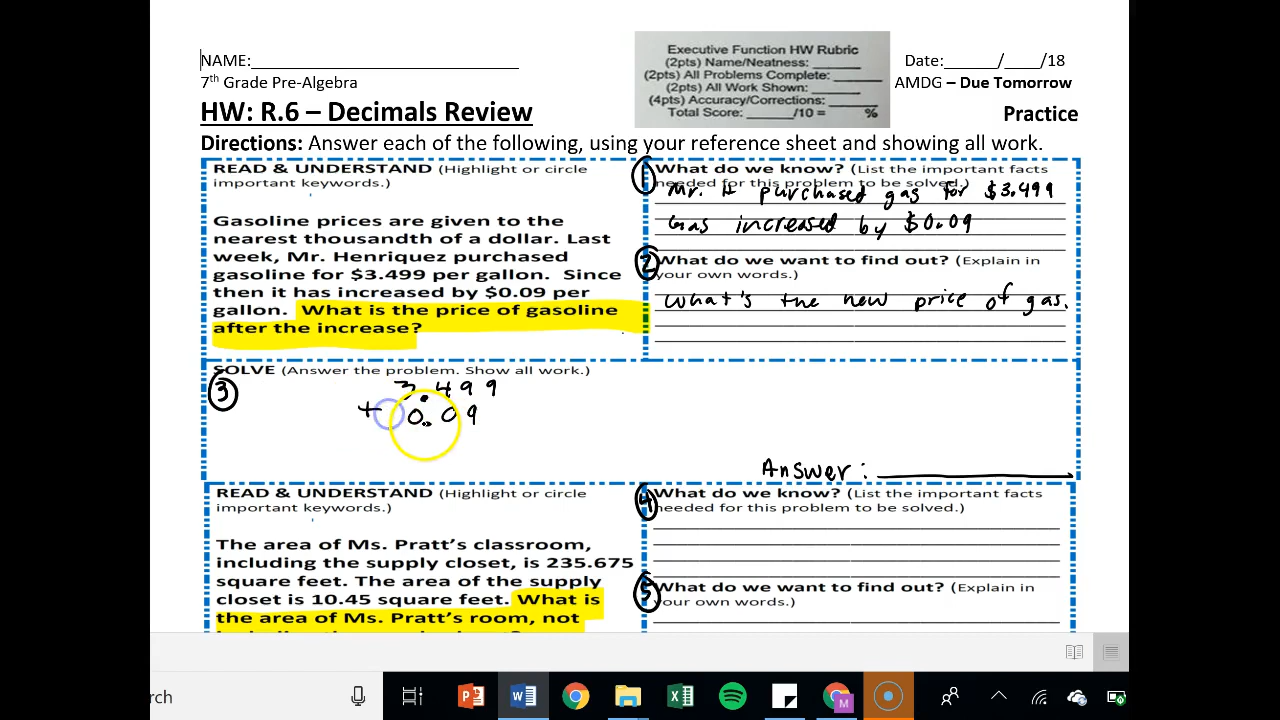 NAME:
7th Grade Pre-Algebra
HW: R.6 – Decimals Review
Executive Function HW Rubric
(2pts) Name/Neatness: ______
(2pts) All Problems Complete: ______
(2pts) All Work Shown: ______
(4pts) Accuracy/Corrections: ______
Total Score: ______/10 = %
Date:______/____/18
AMDG – Due Tomorrow
Practice
Directions: Answer each of the following, using your reference sheet and showing all work.
READ & UNDERSTAND (Highlight or circle
important keywords.)
Gasoline prices are given to the
nearest thousandth of a dollar. Last
week, Mr. Henriquez purchased
gasoline for $3.499 per gallon. Since
then it has increased by $0.09 per
gallon. What is the price of gasoline
after the increase?
1 What do we know? (List the important facts
needed for this problem to be solved.)
Mr. H purchased gas for $3.499
Gas increased by $0.09
2 What do we want to find out? (Explain in
your own words.)
What's the new price of gas.
SOLVE (Answer the problem. Show all work.)
3
3.499
+ 0.09
Answer: ______
READ & UNDERSTAND (Highlight or circle
important keywords.)
The area of Ms. Pratt's classroom,
including the supply closet, is 235.675
square feet. The area of the supply
closet is 10.45 square feet. What is
the area of Ms. Pratt's room, not
4 What do we know? (List the important facts
needed for this problem to be solved.)
5 What do we want to find out? (Explain in
your own words.)
rch